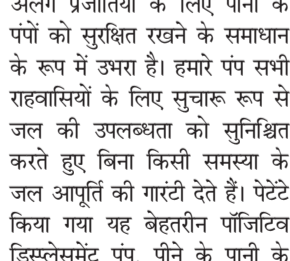 अलग प्रजातियों के लिए पानी के
पंपों को सुरक्षित रखने के समाधान
के रूप में उभरा है। हमारे पंप सभी
राहवासियों के लिए सुचारू रूप से
जल की उपलब्धता को सुनिश्चित
करते हुए बिना किसी समस्या के
जल आपूर्ति की गारंटी देते हैं। पेटेंटे
किया गया यह बेहतरीन पॉजिटिव
डिस्प्लेसमेंट पंप, पीने के पानी के